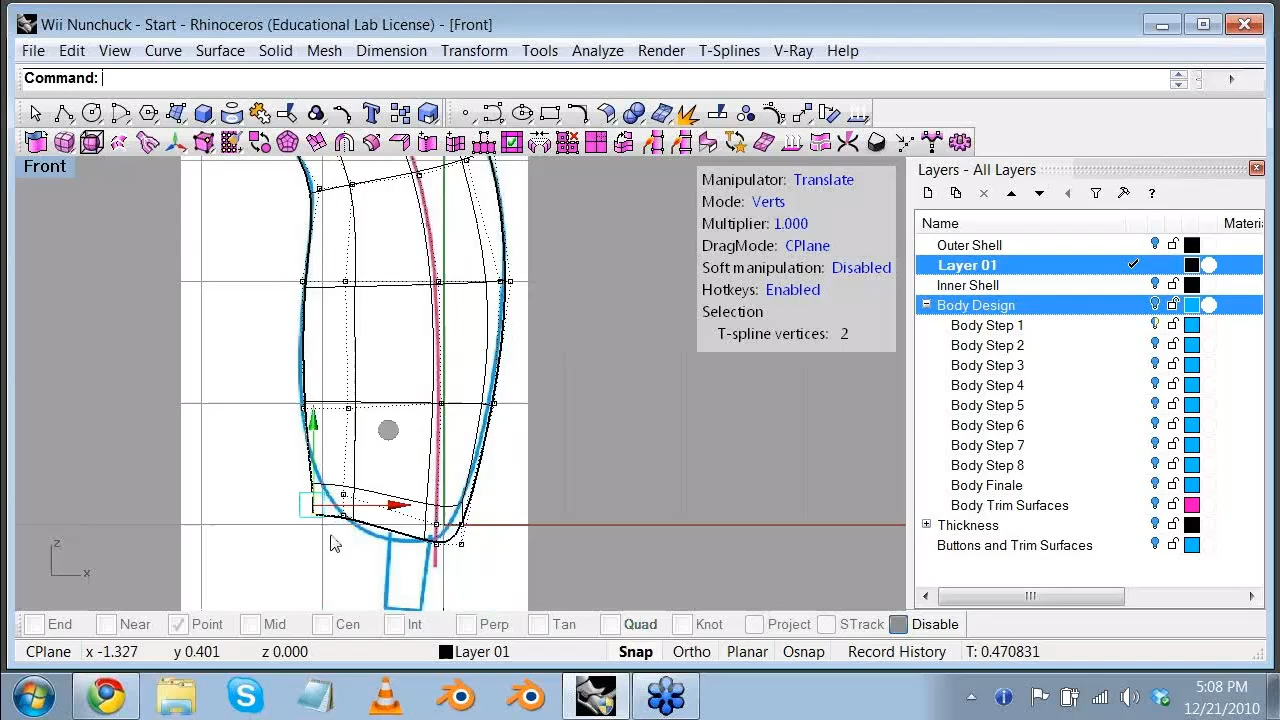 Wii Nunchuck - Start - Rhinoceros (Educational Lab License) - [Front]
File Edit View Curve Surface Solid Mesh Dimension Transform Tools Analyze Render T-Splines V-Ray Help
Command:
Front
Manipulator: Translate
Mode: Verts
Multiplier: 1.000
DragMode: CPlane
Soft manipulation: Disabled
Hotkeys: Enabled
Selection
T-spline vertices: 2
z
x
Layers - All Layers
?
Name Materi
Outer Shell
Layer 01
Inner Shell
Body Design
Body Step 1
Body Step 2
Body Step 3
Body Step 4
Body Step 5
Body Step 6
Body Step 7
Body Step 8
Body Finale
Body Trim Surfaces
Thickness
Buttons and Trim Surfaces
End Near Point Mid Cen Int Perp Tan Quad Knot Project STrack Disable
CPlane x -1.327 y 0.401 z 0.000 Layer 01 Snap Ortho Planar Osnap Record History T: 0.470831
5:08 PM
12/21/2010